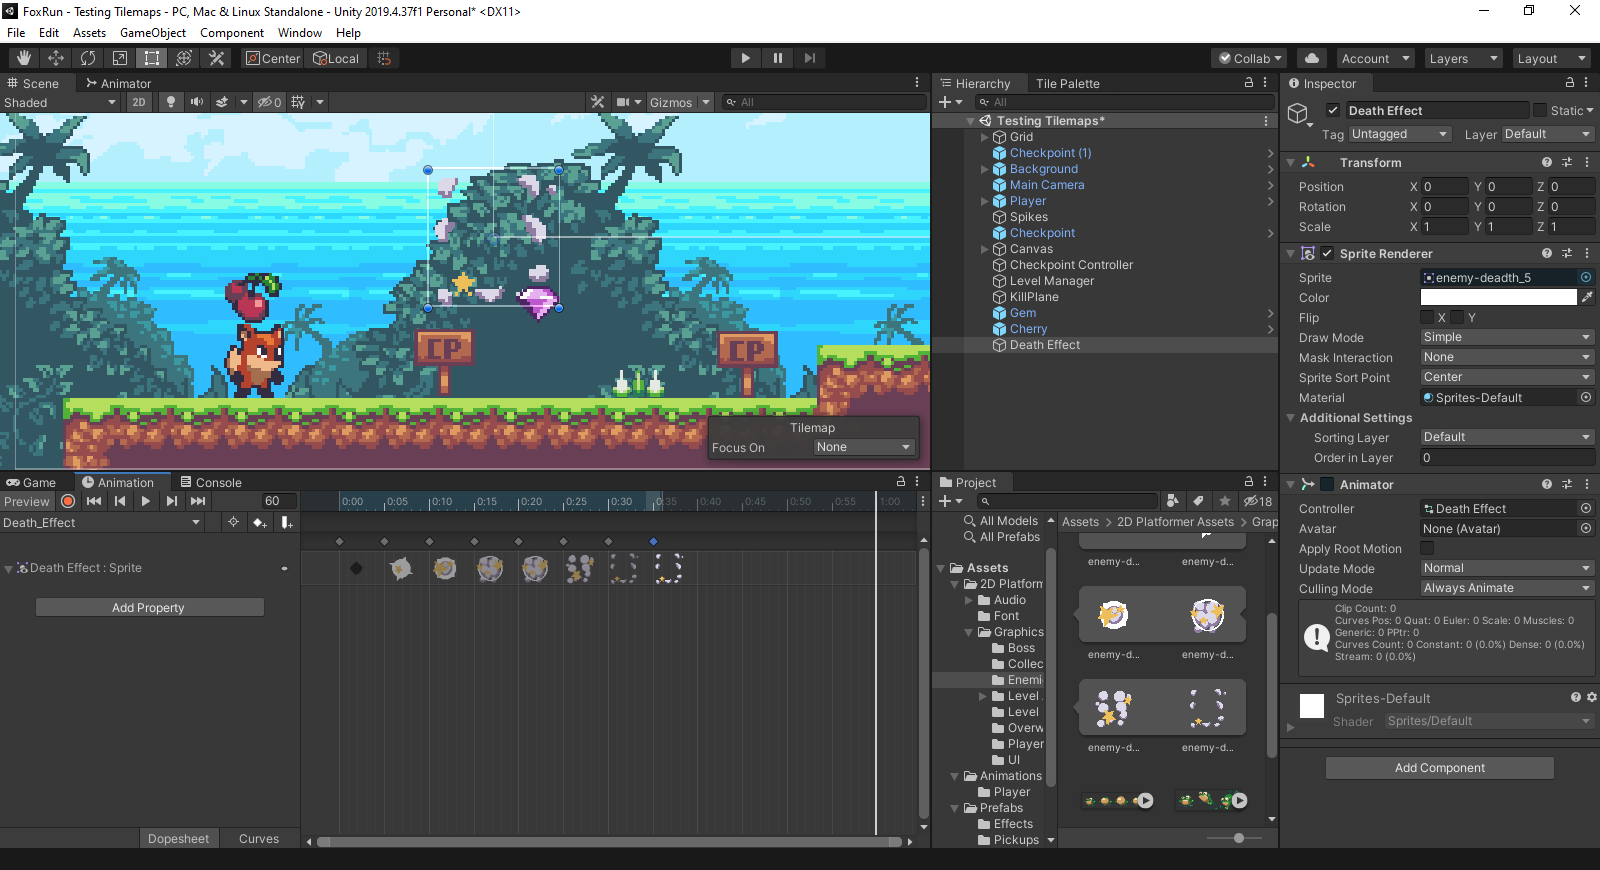 FoxRun - Testing Tilemaps - PC, Mac & Linux Standalone - Unity 2019.4.37f1 Personal* <DX11>
File Edit Assets GameObject Component Window Help
Center Local Collab Account Layers Layout
Scene Animator
Shaded 2D 0 Gizmos All
CP
CP
Tilemap
Focus On None
Hierarchy Tile Palette
All
Testing Tilemaps*
Grid
Checkpoint (1)
Background
Main Camera
Player
Spikes
Checkpoint
Canvas
Checkpoint Controller
Level Manager
KillPlane
Gem
Cherry
Death Effect
Inspector
Death Effect Static
Tag Untagged Layer Default
Transform
Position X 0 Y 0 Z 0
Rotation X 0 Y 0 Z 0
Scale X 1 Y 1 Z 1
Sprite Renderer
Sprite enemy-deadth_5
Color
Flip X Y
Draw Mode Simple
Mask Interaction None
Sprite Sort Point Center
Material Sprites-Default
Additional Settings
Sorting Layer Default
Order in Layer 0
Animator
Controller Death Effect
Avatar None (Avatar)
Apply Root Motion
Update Mode Normal
Culling Mode Always Animate
Clip Count: 0
Curves Pos: 0 Quat: 0 Euler: 0 Scale: 0 Muscles: 0
Generic: 0 PPtr: 0
Curves Count: 0 Constant: 0 (0.0%) Dense: 0 (0.0%)
Stream: 0 (0.0%)
Sprites-Default
Shader Sprites/Default
Add Component
Game Animation Console
Preview 60 0:00 0:05 0:10 0:15 0:20 0:25 0:30 0:35 0:40 0:45 0:50 0:55 1:00
Death_Effect
Death Effect : Sprite
Add Property
Dopesheet Curves
Project
18
All Models
All Prefabs
Assets
2D Platform
Audio
Font
Graphics
Boss
Collec
Enemi
Level
Level
Overw
Player
UI
Animations
Player
Prefabs
Effects
Pickups
Assets > 2D Platformer Assets > Grap
enemy-d... enemy-d...
enemy-d... enemy-d...
enemy-d... enemy-d...